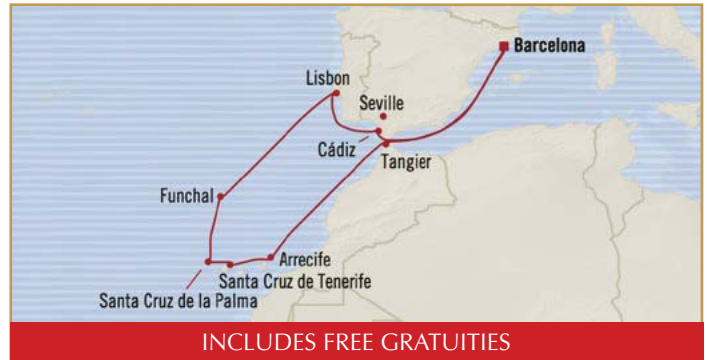 Barcelona
Lisbon
Seville
Cádiz
Tangier
Funchal
Arrecife
Santa Cruz de Tenerife
Santa Cruz de la Palma
INCLUDES FREE GRATUITIES